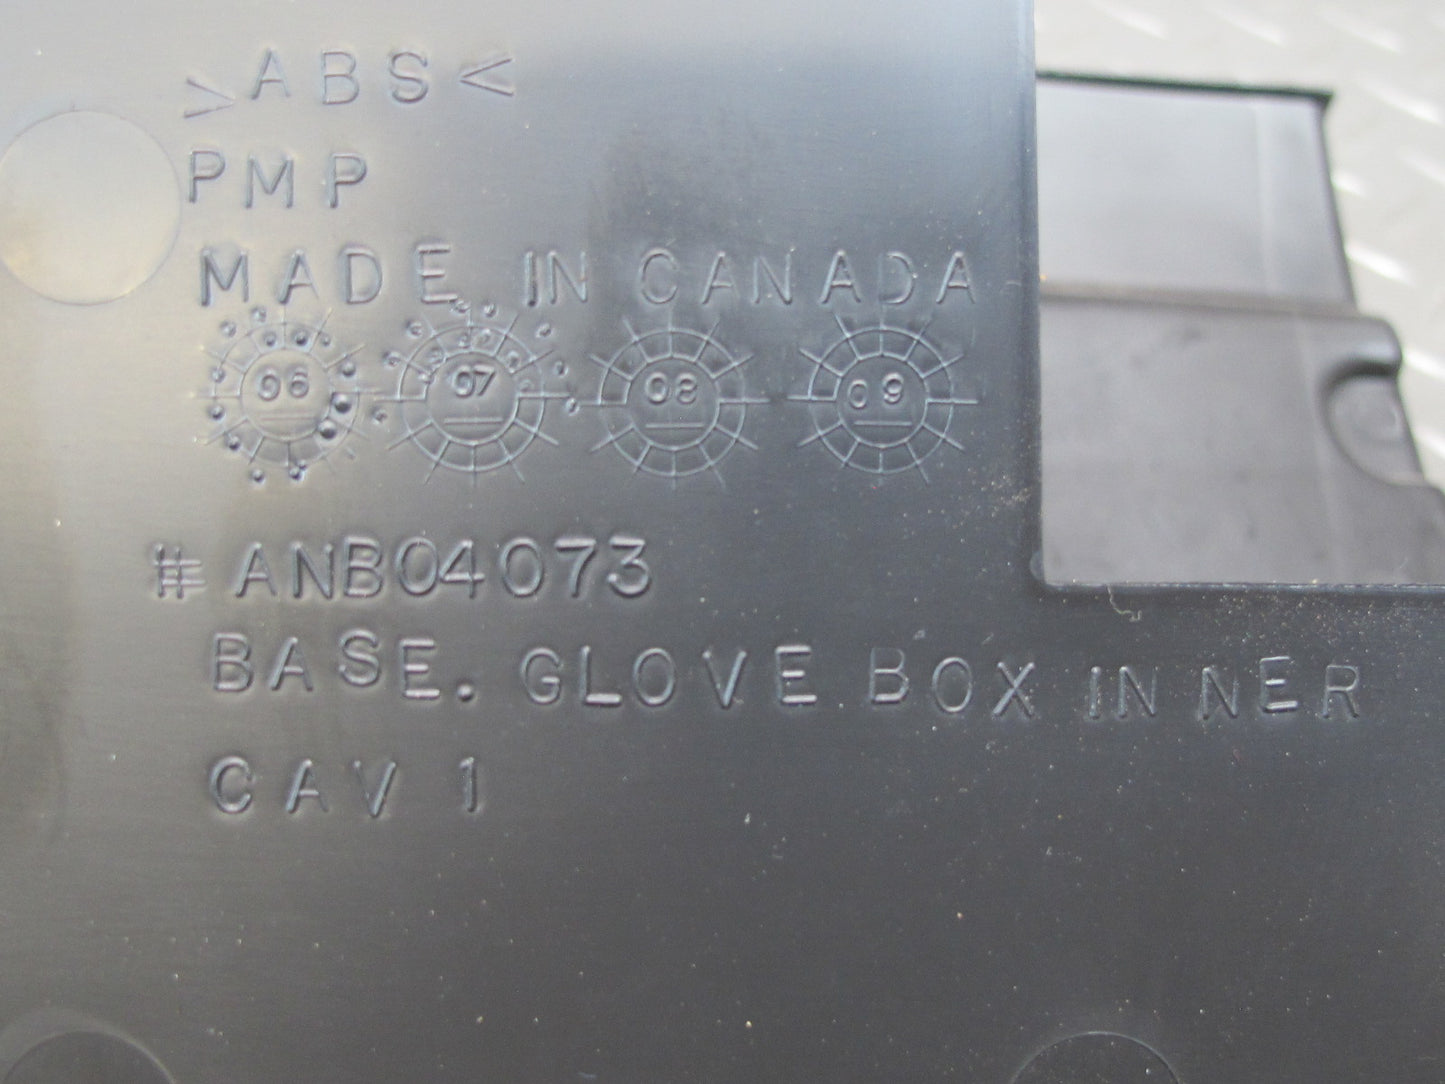 >ABS<
PMP
MADE IN CANADA
06 07 08 09
# ANB04073
BASE. GLOVE BOX INNER
CAV 1